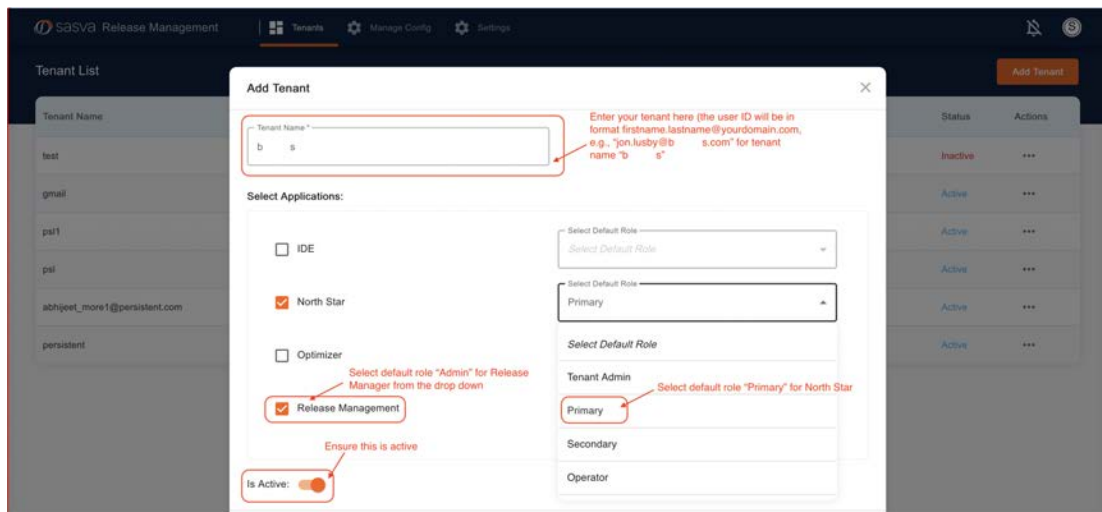 sasva Release Management Tenants Manage Config Settings S
Tenant List Add Tenant
Add Tenant
Tenant Name Status Actions
Tenant Name *
b s
Enter your tenant here (the user ID will be in
format firstname.lastname@yourdomain.com,
e.g., “jon.lusby@b s.com” for tenant
name “b s”
test Inactive
Select Applications:
gmail Active
psl1 Active
IDE
Select Default Role
Select Default Role
psl Active
North Star
Select Default Role
Primary
abhijeet_more1@persistent.com Active
Select Default Role
persistent Active
Optimizer
Select default role “Admin” for Release
Manager from the drop down
Tenant Admin
Select default role “Primary” for North Star
Release Management
Primary
Ensure this is active
Secondary
Is Active:
Operator